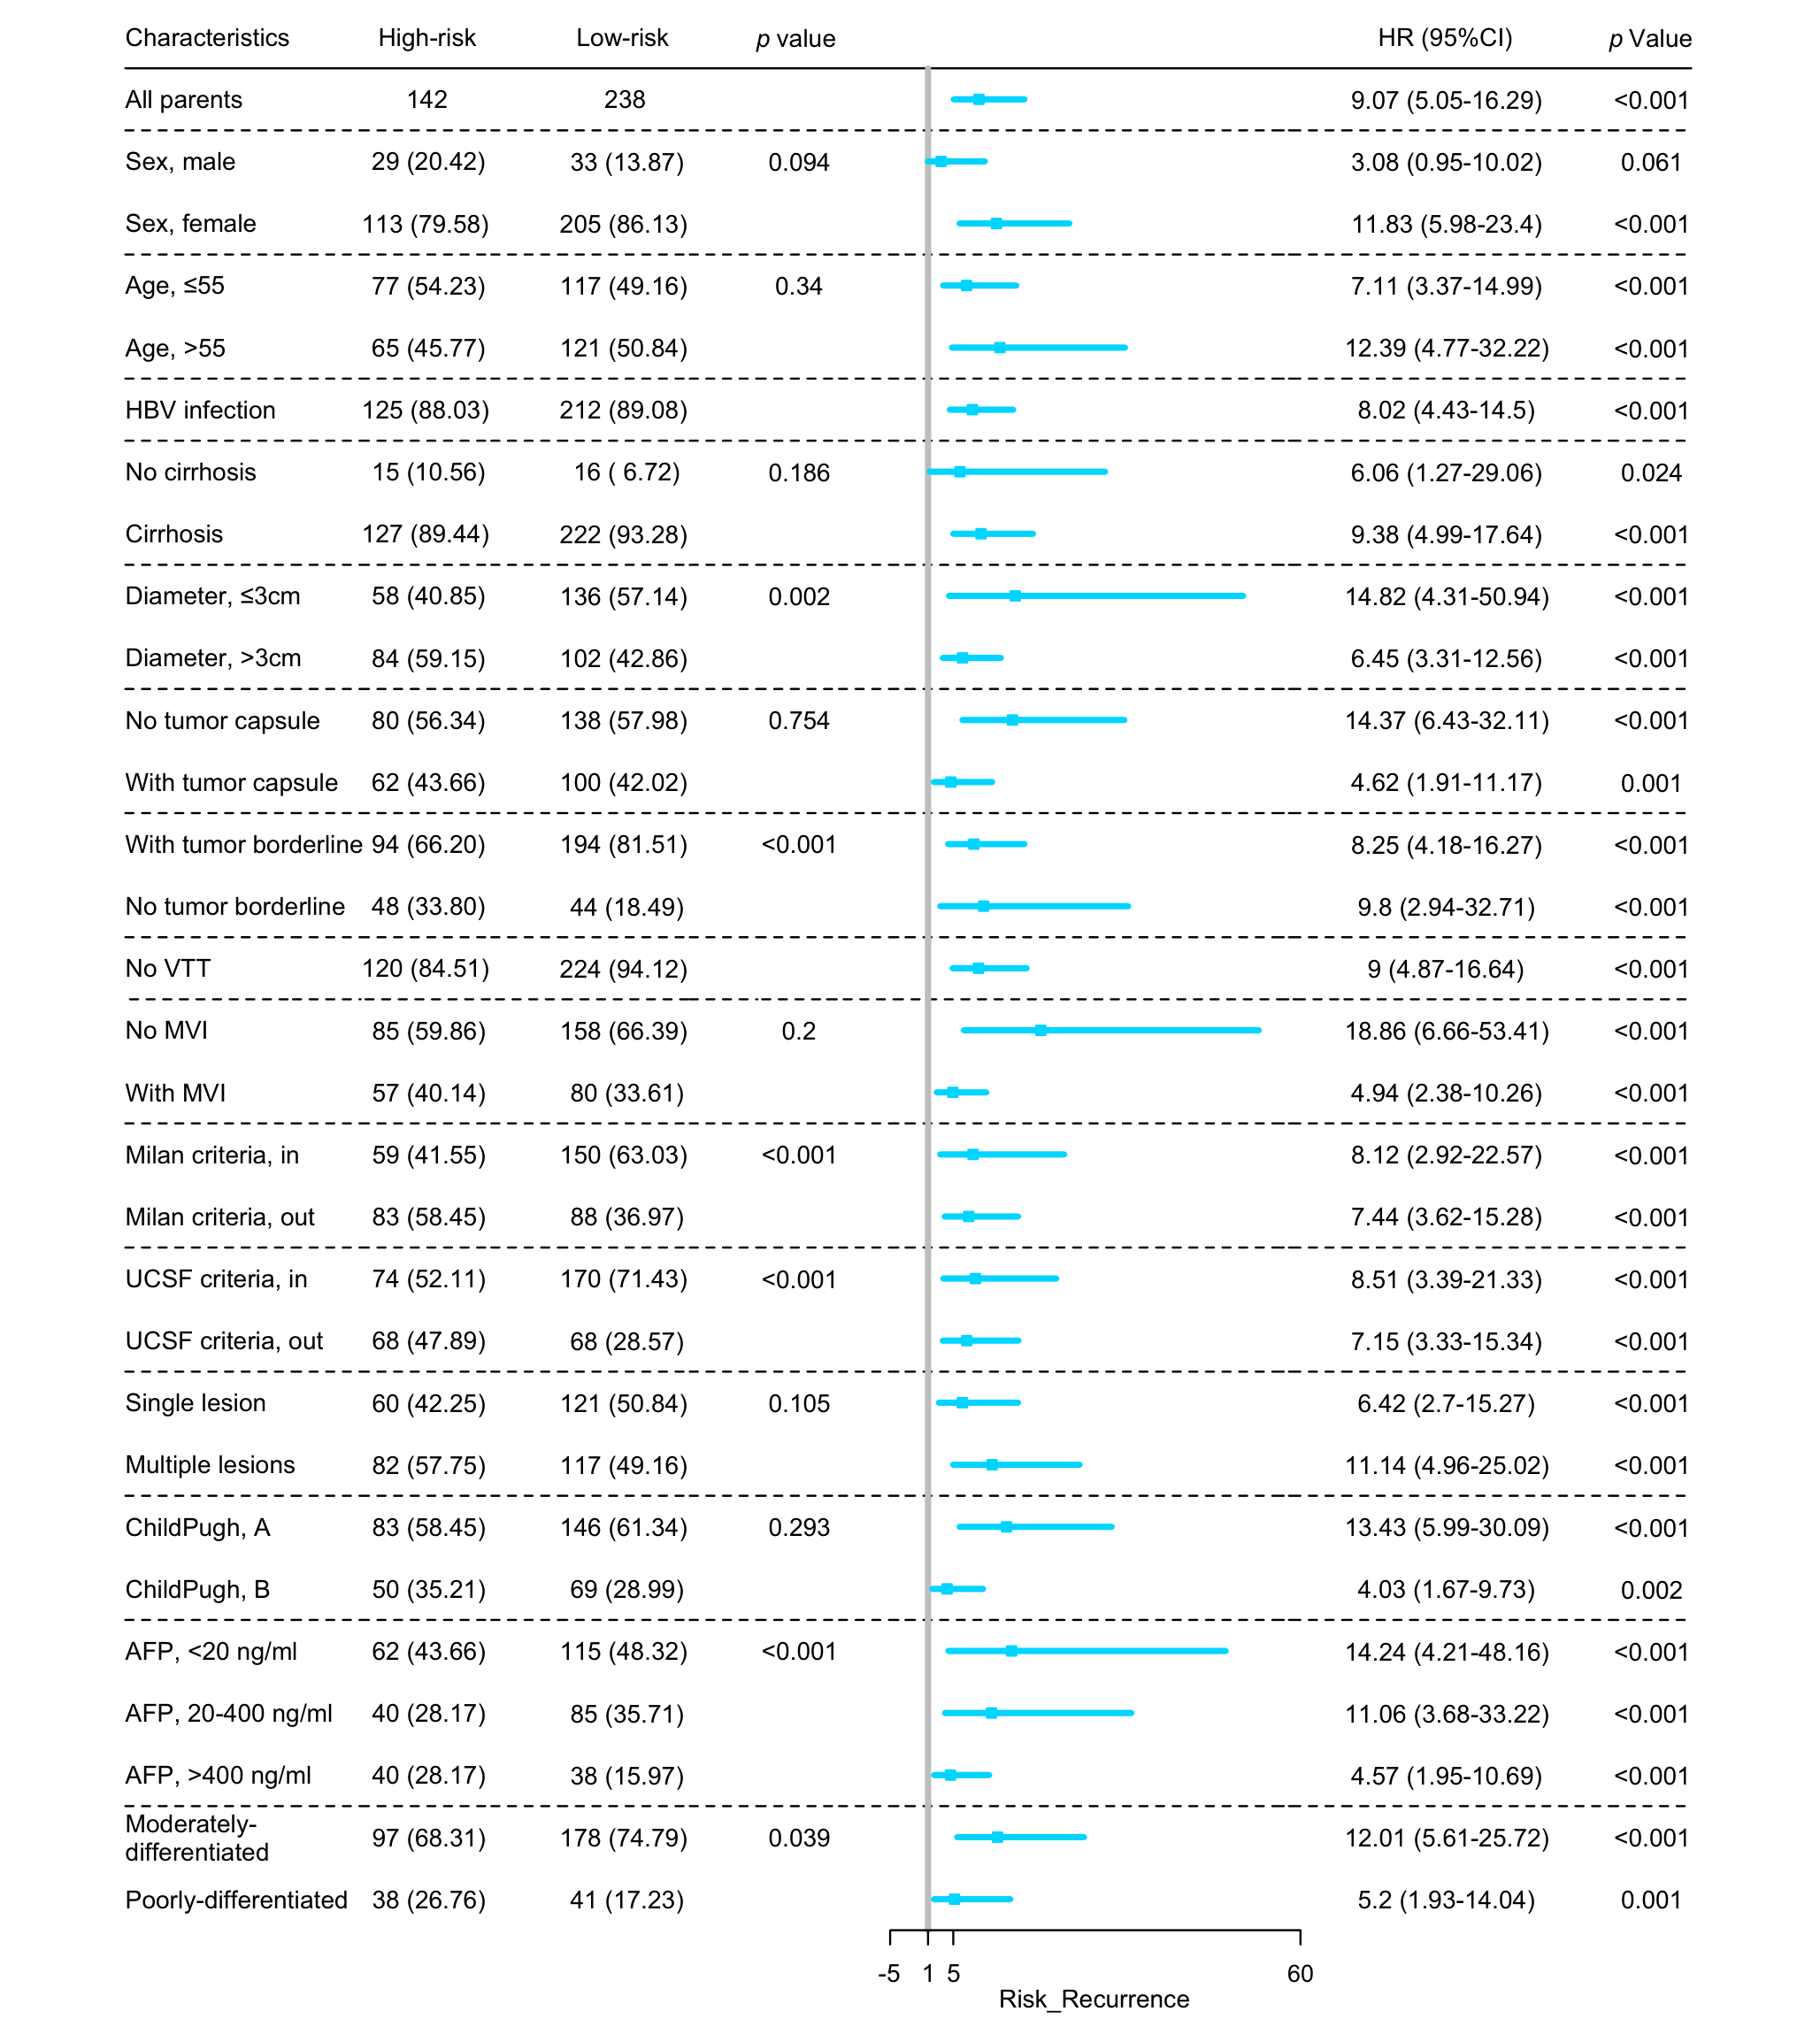 Characteristics High-risk Low-risk p value HR (95%CI) p Value
All parents 142 238 9.07 (5.05-16.29) <0.001
Sex, male 29 (20.42) 33 (13.87) 0.094 3.08 (0.95-10.02) 0.061
Sex, female 113 (79.58) 205 (86.13) 11.83 (5.98-23.4) <0.001
Age, ≤55 77 (54.23) 117 (49.16) 0.34 7.11 (3.37-14.99) <0.001
Age, >55 65 (45.77) 121 (50.84) 12.39 (4.77-32.22) <0.001
HBV infection 125 (88.03) 212 (89.08) 8.02 (4.43-14.5) <0.001
No cirrhosis 15 (10.56) 16 ( 6.72) 0.186 6.06 (1.27-29.06) 0.024
Cirrhosis 127 (89.44) 222 (93.28) 9.38 (4.99-17.64) <0.001
Diameter, ≤3cm 58 (40.85) 136 (57.14) 0.002 14.82 (4.31-50.94) <0.001
Diameter, >3cm 84 (59.15) 102 (42.86) 6.45 (3.31-12.56) <0.001
No tumor capsule 80 (56.34) 138 (57.98) 0.754 14.37 (6.43-32.11) <0.001
With tumor capsule 62 (43.66) 100 (42.02) 4.62 (1.91-11.17) 0.001
With tumor borderline 94 (66.20) 194 (81.51) <0.001 8.25 (4.18-16.27) <0.001
No tumor borderline 48 (33.80) 44 (18.49) 9.8 (2.94-32.71) <0.001
No VTT 120 (84.51) 224 (94.12) 9 (4.87-16.64) <0.001
No MVI 85 (59.86) 158 (66.39) 0.2 18.86 (6.66-53.41) <0.001
With MVI 57 (40.14) 80 (33.61) 4.94 (2.38-10.26) <0.001
Milan criteria, in 59 (41.55) 150 (63.03) <0.001 8.12 (2.92-22.57) <0.001
Milan criteria, out 83 (58.45) 88 (36.97) 7.44 (3.62-15.28) <0.001
UCSF criteria, in 74 (52.11) 170 (71.43) <0.001 8.51 (3.39-21.33) <0.001
UCSF criteria, out 68 (47.89) 68 (28.57) 7.15 (3.33-15.34) <0.001
Single lesion 60 (42.25) 121 (50.84) 0.105 6.42 (2.7-15.27) <0.001
Multiple lesions 82 (57.75) 117 (49.16) 11.14 (4.96-25.02) <0.001
ChildPugh, A 83 (58.45) 146 (61.34) 0.293 13.43 (5.99-30.09) <0.001
ChildPugh, B 50 (35.21) 69 (28.99) 4.03 (1.67-9.73) 0.002
AFP, <20 ng/ml 62 (43.66) 115 (48.32) <0.001 14.24 (4.21-48.16) <0.001
AFP, 20-400 ng/ml 40 (28.17) 85 (35.71) 11.06 (3.68-33.22) <0.001
AFP, >400 ng/ml 40 (28.17) 38 (15.97) 4.57 (1.95-10.69) <0.001
Moderately-
differentiated 97 (68.31) 178 (74.79) 0.039 12.01 (5.61-25.72) <0.001
Poorly-differentiated 38 (26.76) 41 (17.23) 5.2 (1.93-14.04) 0.001
-5 1 5 60
Risk_Recurrence